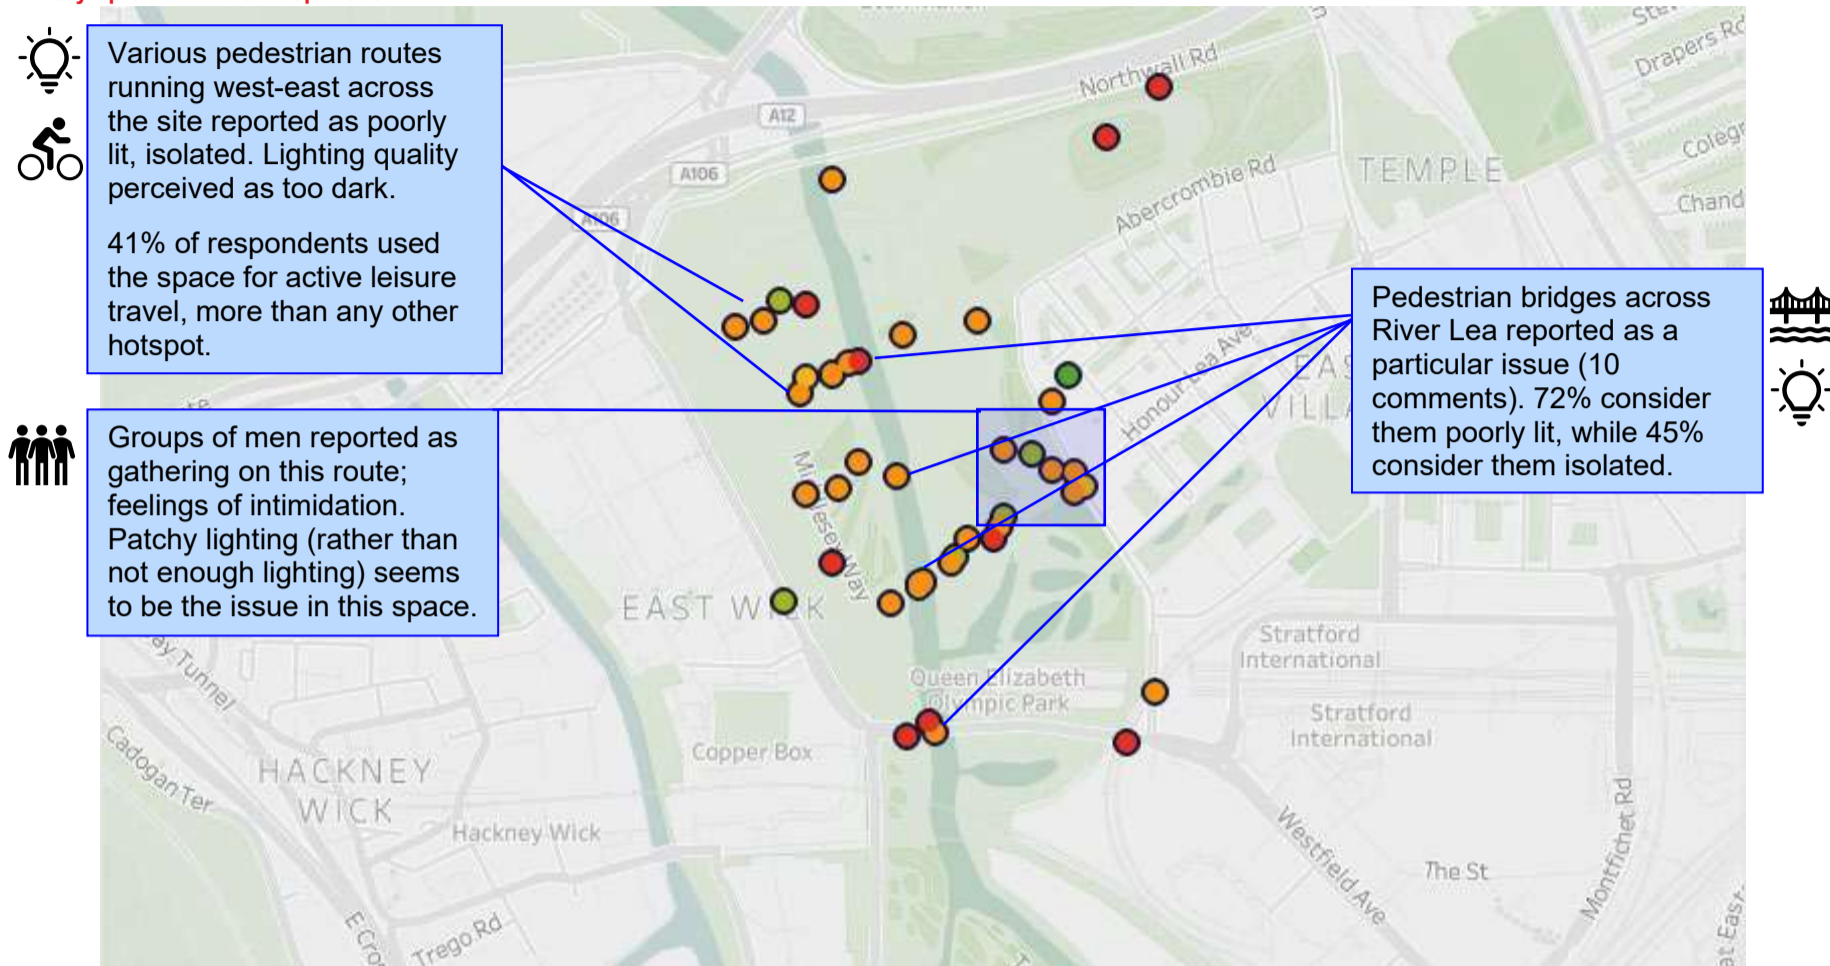 Various pedestrian routes
running west-east across
the site reported as poorly
lit, isolated. Lighting quality
perceived as too dark.
41% of respondents used
the space for active leisure
travel, more than any other
hotspot.
Groups of men reported as
gathering on this route;
feelings of intimidation.
Patchy lighting (rather than
not enough lighting) seems
to be the issue in this space.
Pedestrian bridges across
River Lea reported as a
particular issue (10
comments). 72% consider
them poorly lit, while 45%
consider them isolated.
Northwall Rd
Drapers Rd
A12
A106
A106
TEMPLE
Abercrombie Rd
Honour Lea Ave
EAST WICK
Stratford
International
Queen Elizabeth
Olympic Park
Stratford
International
Copper Box
HACKNEY
WICK
Cadogan Ter
Hackney Wick
Westfield Ave
The St
Montfichet Rd
Trego Rd
Tunnel
Way